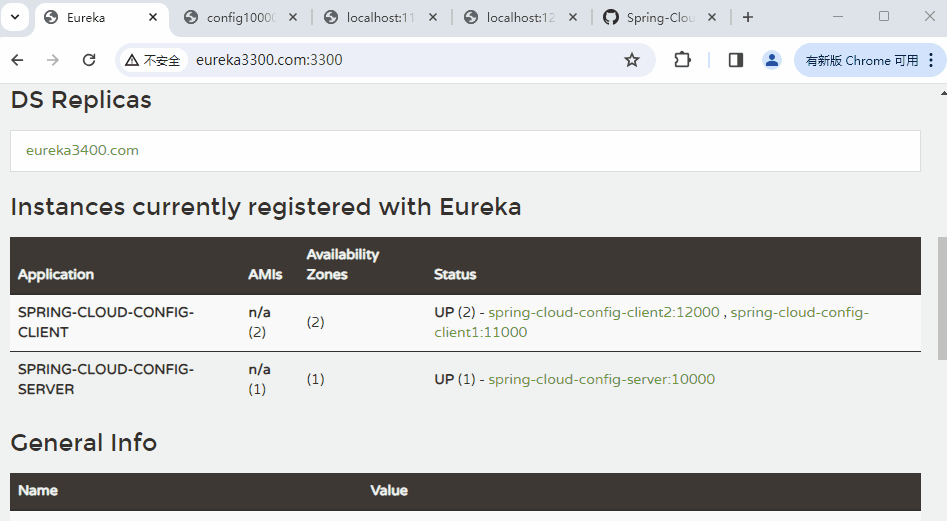 Eureka
config10000
localhost:11
localhost:12
Spring-Clou
不安全
eureka3300.com:3300
有新版 Chrome 可用
DS Replicas
eureka3400.com
Instances currently registered with Eureka
Application AMIs Availability Zones Status
SPRING-CLOUD-CONFIG-CLIENT n/a (2) (2) UP (2) - spring-cloud-config-client2:12000 , spring-cloud-config-client1:11000
SPRING-CLOUD-CONFIG-SERVER n/a (1) (1) UP (1) - spring-cloud-config-server:10000
General Info
Name Value